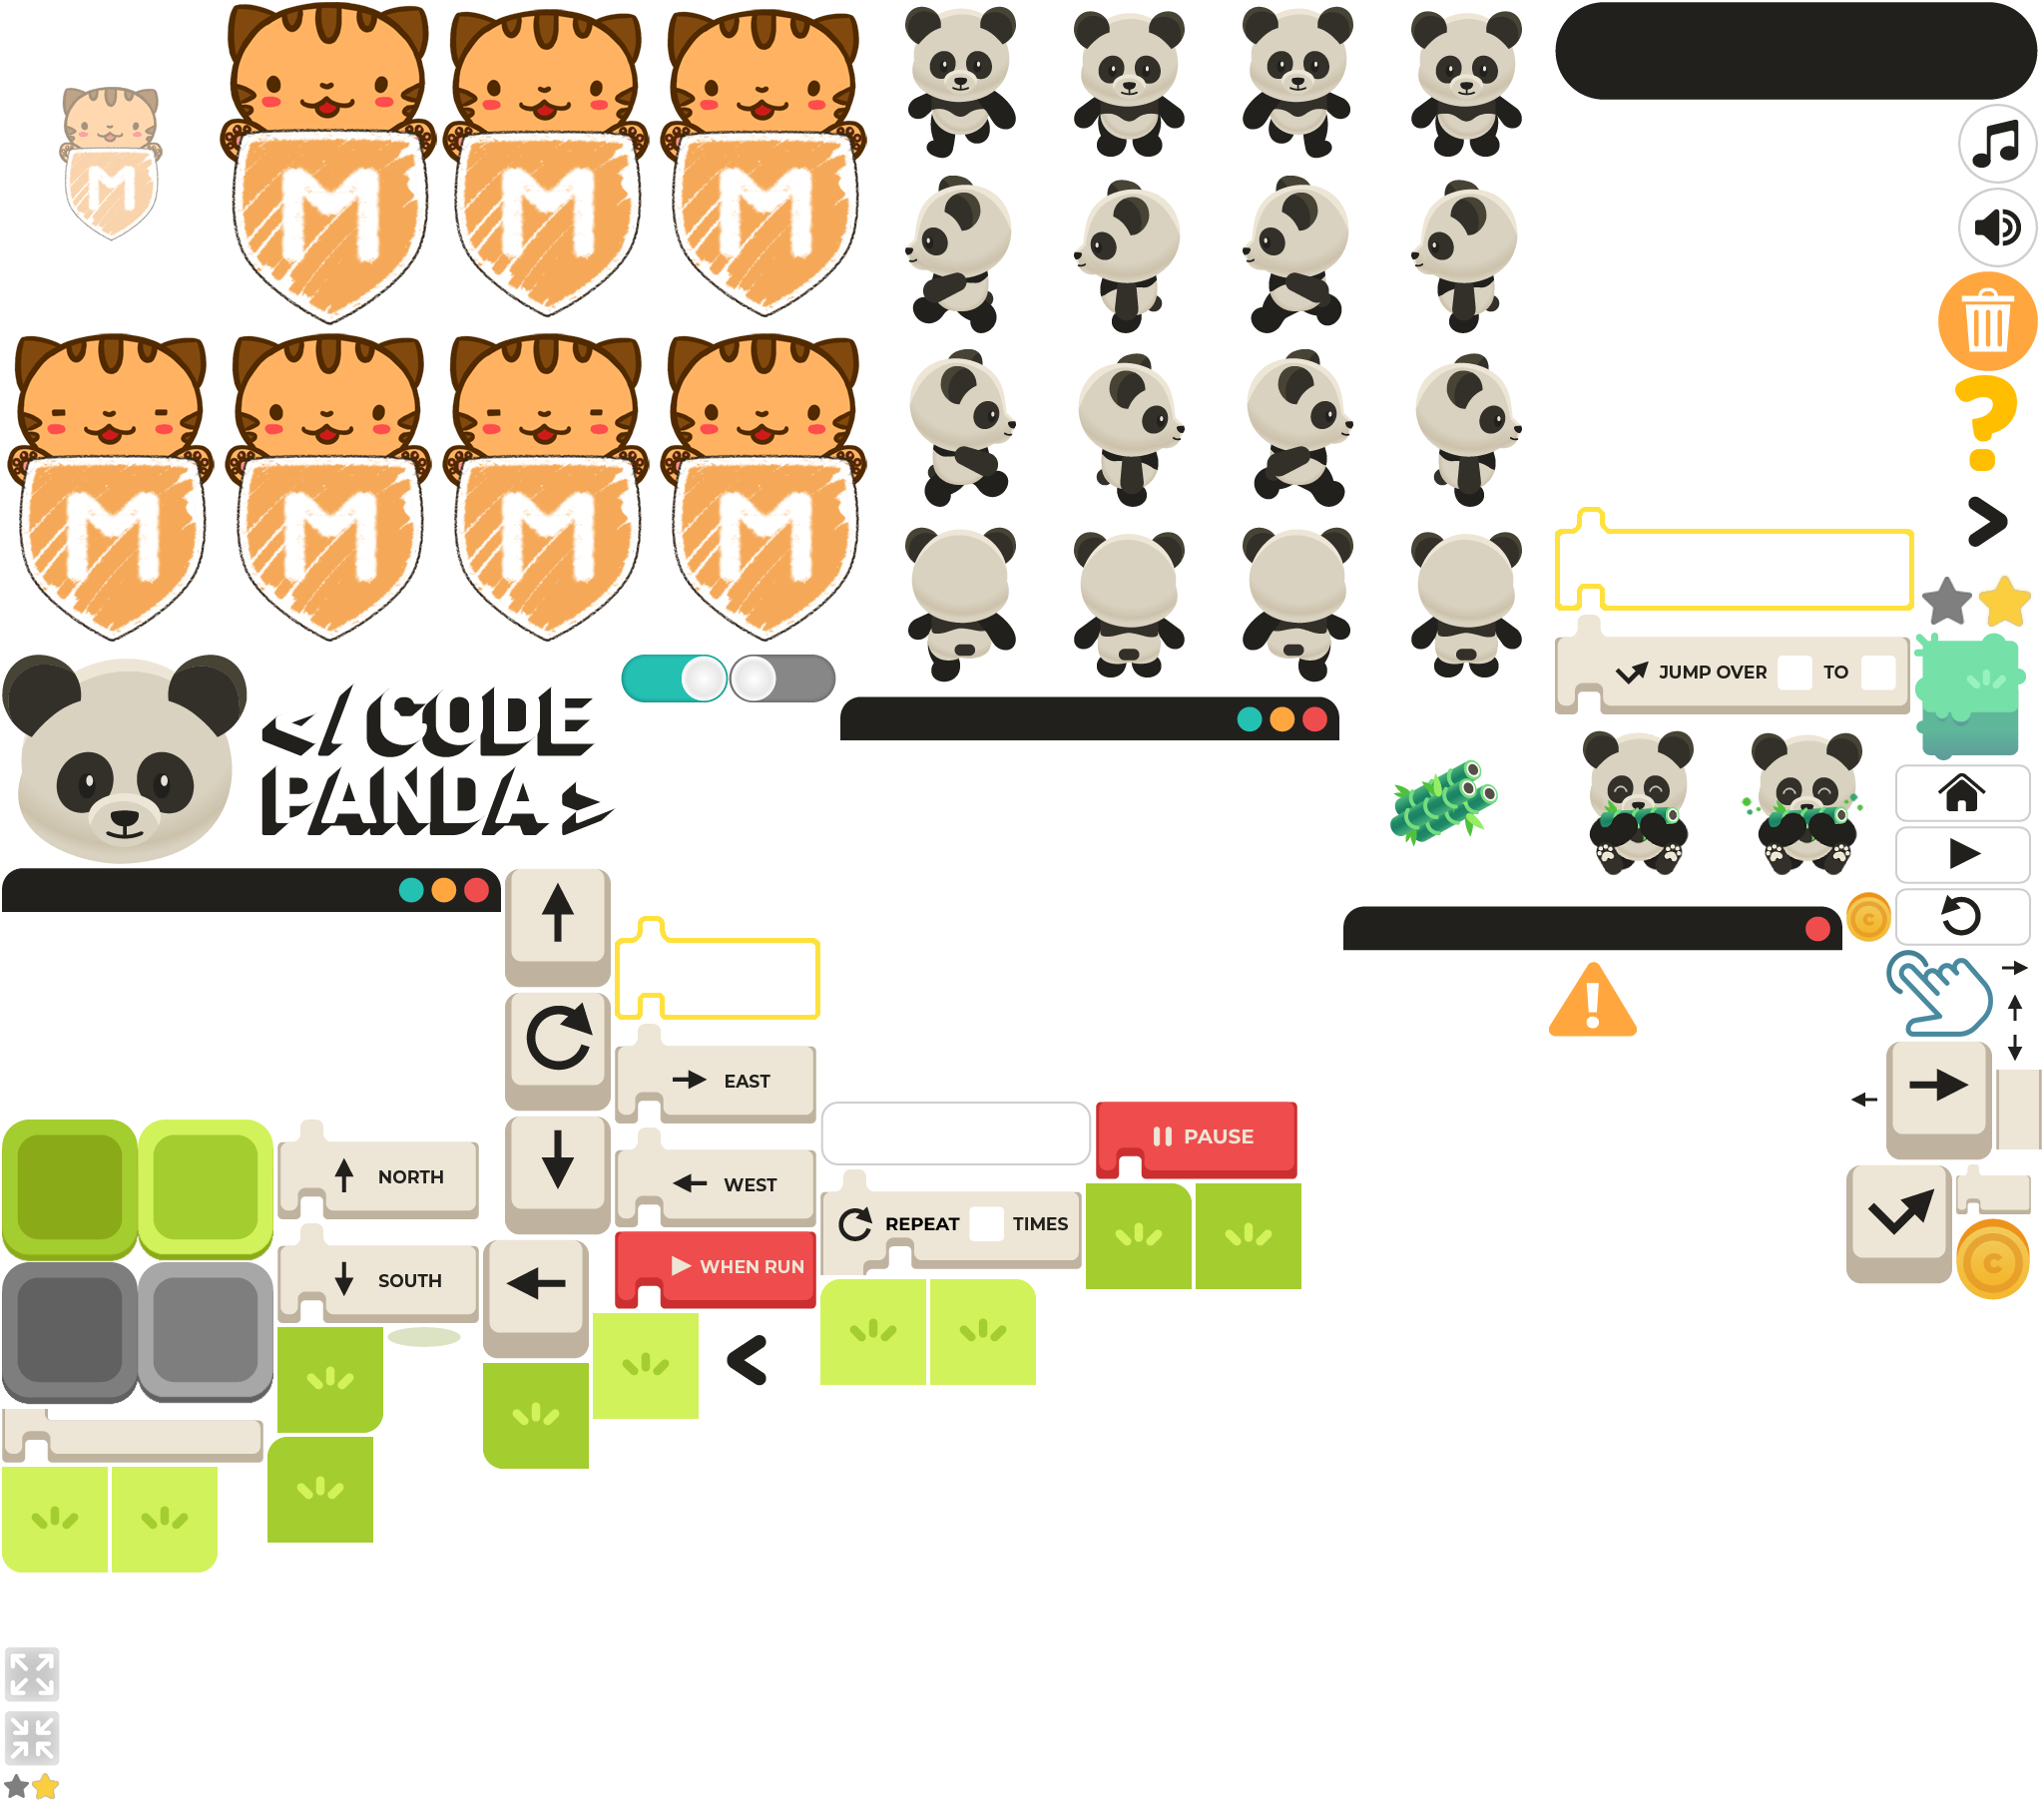 M
M
M
M
M
M
M
M
</ CODE
PANDA >
JUMP OVER TO
EAST
WEST
WHEN RUN
NORTH
SOUTH
PAUSE
REPEAT TIMES
C
C